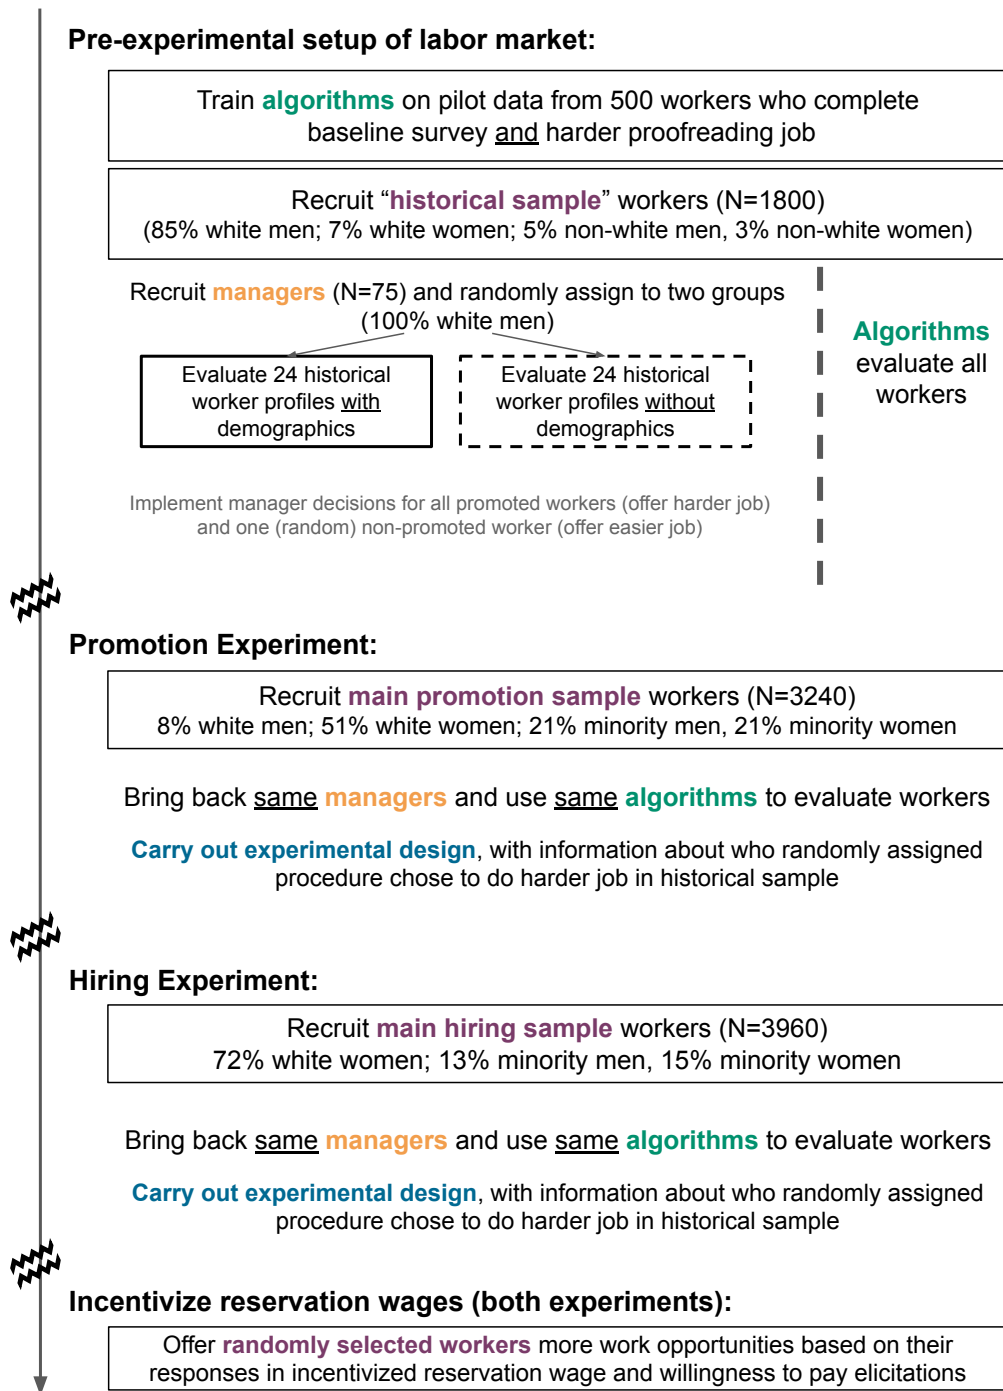 Pre-experimental setup of labor market:
Train algorithms on pilot data from 500 workers who complete
baseline survey and harder proofreading job
Recruit “historical sample” workers (N=1800)
(85% white men; 7% white women; 5% non-white men, 3% non-white women)
Recruit managers (N=75) and randomly assign to two groups
(100% white men)
Evaluate 24 historical
worker profiles with
demographics
Evaluate 24 historical
worker profiles without
demographics
Algorithms
evaluate all
workers
Implement manager decisions for all promoted workers (offer harder job)
and one (random) non-promoted worker (offer easier job)
Promotion Experiment:
Recruit main promotion sample workers (N=3240)
8% white men; 51% white women; 21% minority men, 21% minority women
Bring back same managers and use same algorithms to evaluate workers
Carry out experimental design, with information about who randomly assigned
procedure chose to do harder job in historical sample
Hiring Experiment:
Recruit main hiring sample workers (N=3960)
72% white women; 13% minority men, 15% minority women
Bring back same managers and use same algorithms to evaluate workers
Carry out experimental design, with information about who randomly assigned
procedure chose to do harder job in historical sample
Incentivize reservation wages (both experiments):
Offer randomly selected workers more work opportunities based on their
responses in incentivized reservation wage and willingness to pay elicitations